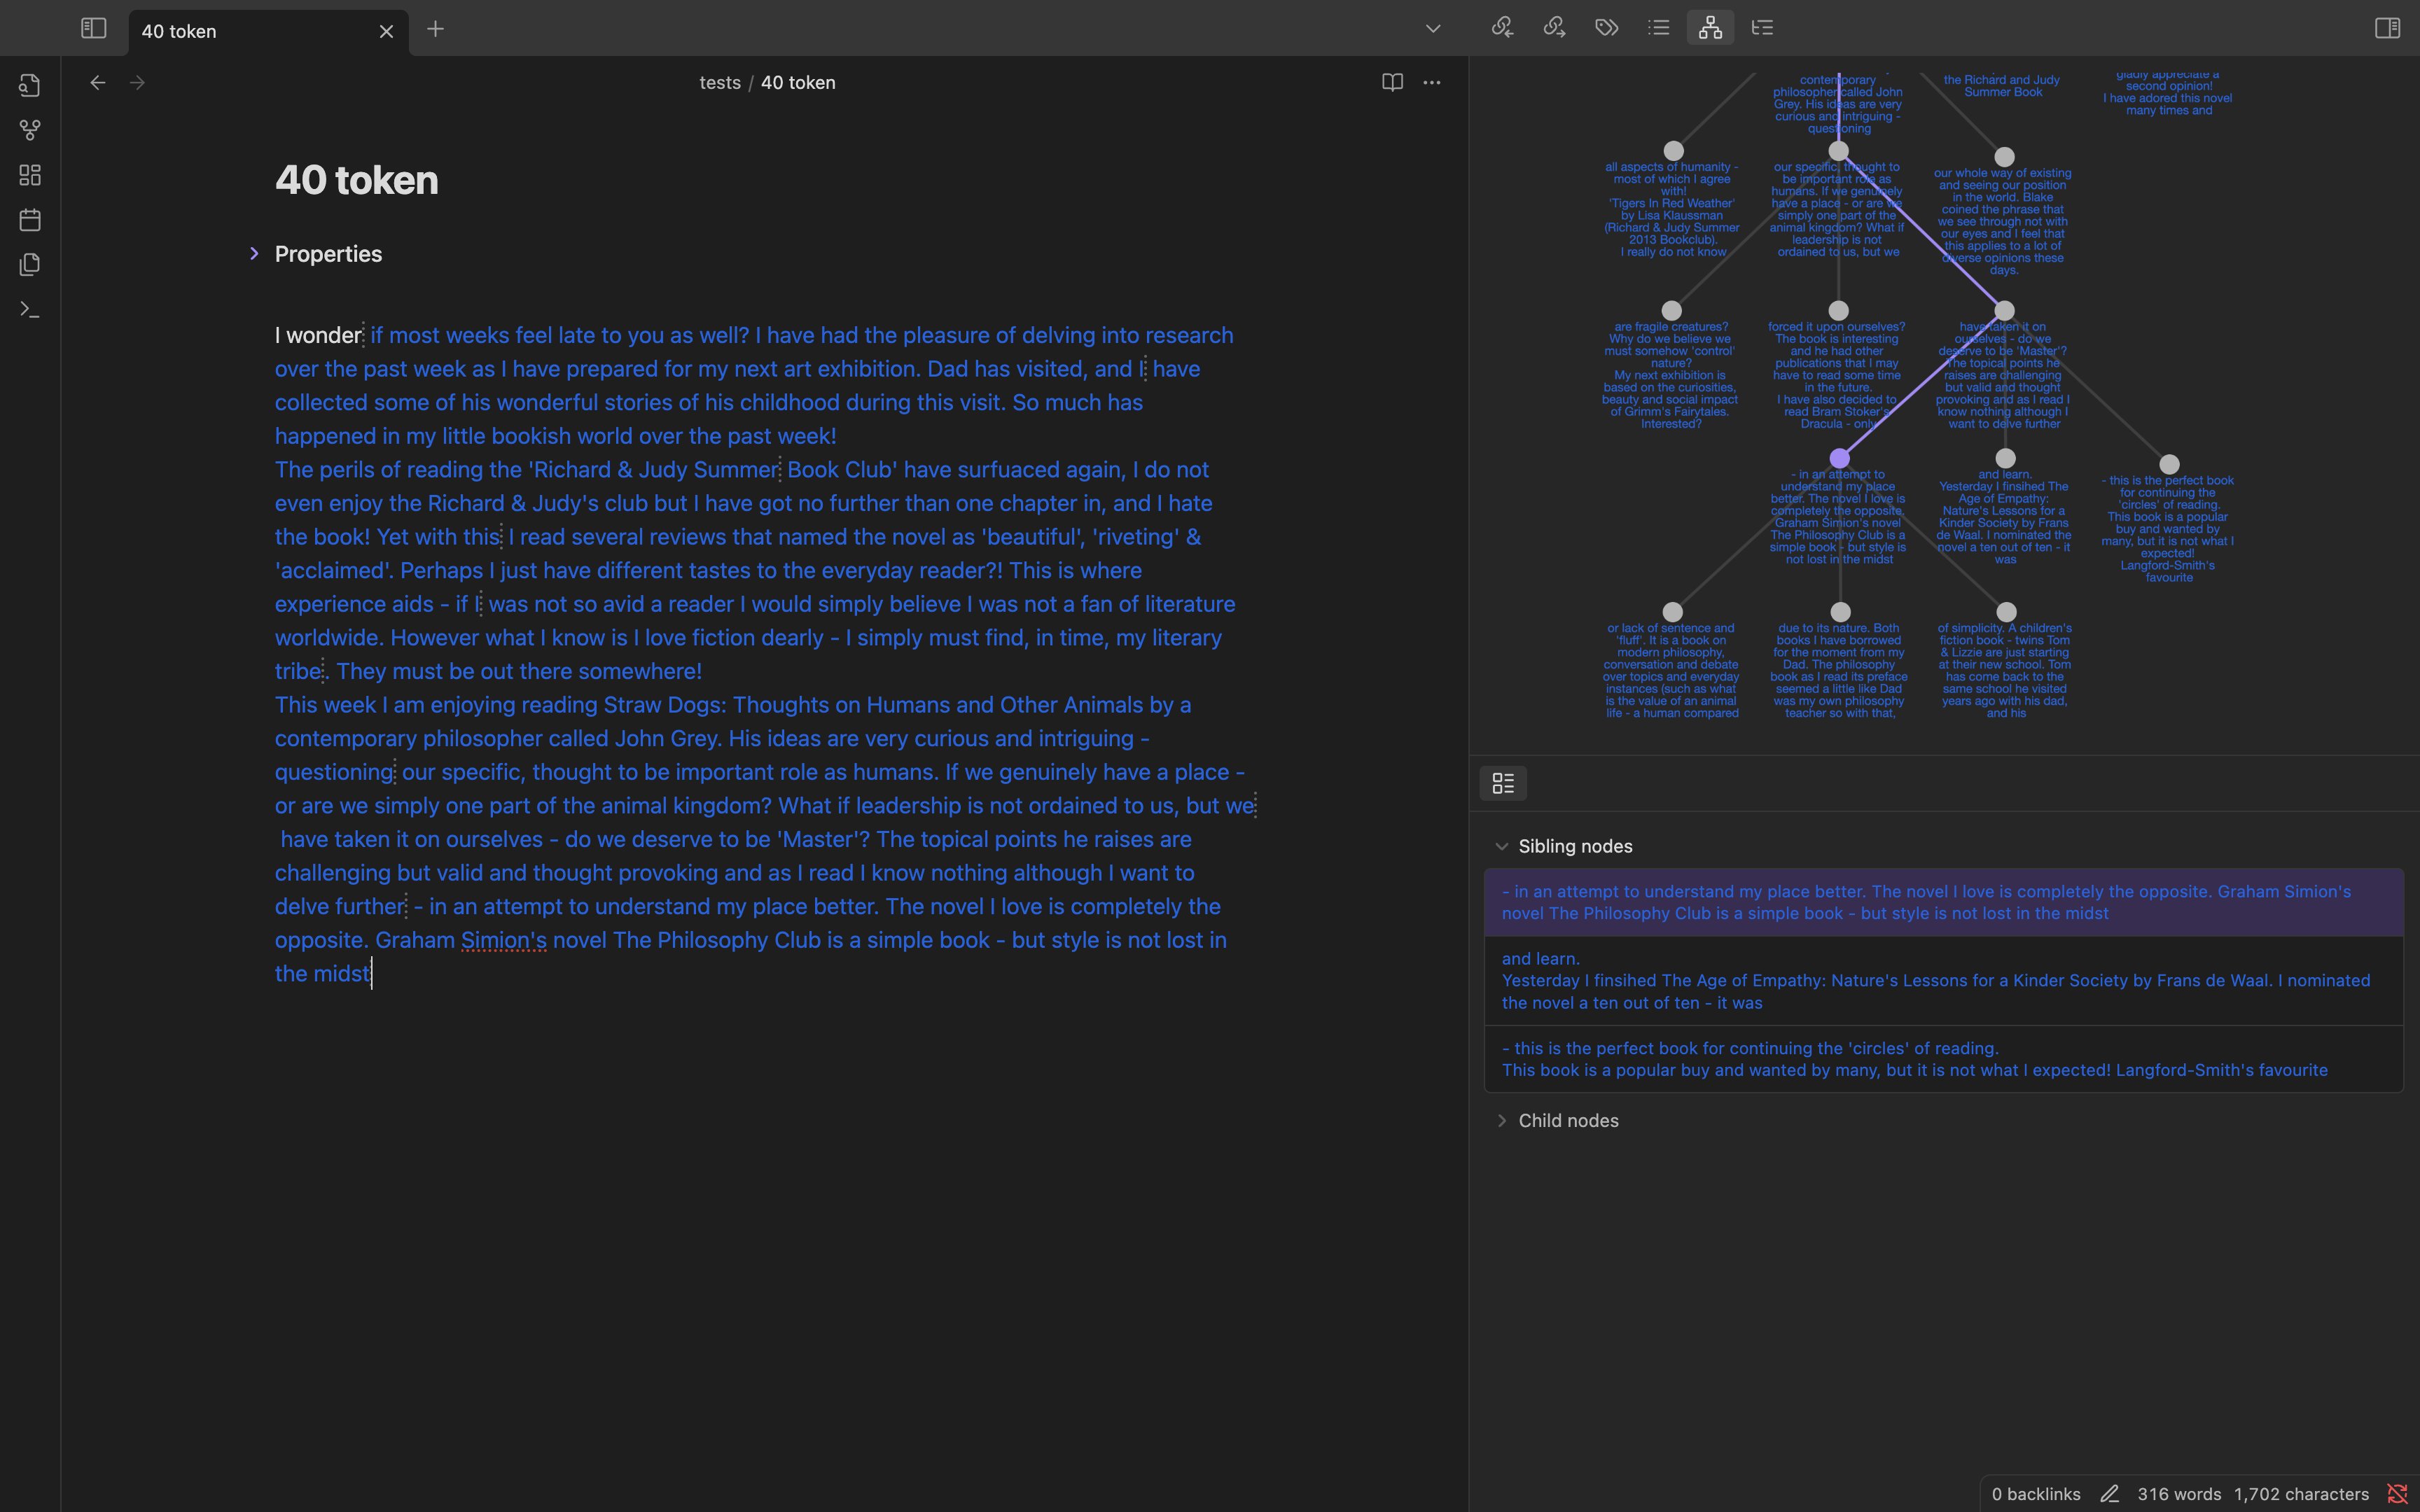 40 token
tests / 40 token
40 token
Properties
I wonder if most weeks feel late to you as well? I have had the pleasure of delving into research
over the past week as I have prepared for my next art exhibition. Dad has visited, and I have
collected some of his wonderful stories of his childhood during this visit. So much has
happened in my little bookish world over the past week!
The perils of reading the 'Richard & Judy Summer Book Club' have surfuaced again, I do not
even enjoy the Richard & Judy's club but I have got no further than one chapter in, and I hate
the book! Yet with this I read several reviews that named the novel as 'beautiful', 'riveting' &
'acclaimed'. Perhaps I just have different tastes to the everyday reader?! This is where
experience aids - if I was not so avid a reader I would simply believe I was not a fan of literature
worldwide. However what I know is I love fiction dearly - I simply must find, in time, my literary
tribe. They must be out there somewhere!
This week I am enjoying reading Straw Dogs: Thoughts on Humans and Other Animals by a
contemporary philosopher called John Grey. His ideas are very curious and intriguing -
questioning our specific, thought to be important role as humans. If we genuinely have a place -
or are we simply one part of the animal kingdom? What if leadership is not ordained to us, but we
have taken it on ourselves - do we deserve to be 'Master'? The topical points he raises are
challenging but valid and thought provoking and as I read I know nothing although I want to
delve further - in an attempt to understand my place better. The novel I love is completely the
opposite. Graham Simion's novel The Philosophy Club is a simple book - but style is not lost in
the midst
contemporary
philosopher called John
Grey. His ideas are very
curious and intriguing -
questioning
the Richard and Judy
Summer Book
gladly appreciate a
second opinion!
I have adored this novel
many times and
all aspects of humanity -
most of which I agree
with!
'Tigers In Red Weather'
by Lisa Klaussman
(Richard & Judy Summer
2013 Bookclub).
I really do not know
our specific, thought to
be important role as
humans. If we genuinely
have a place - or are we
simply one part of the
animal kingdom? What if
leadership is not
ordained to us, but we
our whole way of existing
and seeing our position
in the world. Blake
coined the phrase that
we see through not with
our eyes and I feel that
this applies to a lot of
diverse opinions these
days.
are fragile creatures?
Why do we believe we
must somehow 'control'
nature?
My next exhibition is
based on the curiosities,
beauty and social impact
of Grimm's Fairytales.
Interested?
forced it upon ourselves?
The book is interesting
and he had other
publications that I may
have to read some time
in the future.
I have also decided to
read Bram Stoker's
Dracula - only
have taken it on
ourselves - do we
deserve to be 'Master'?
The topical points he
raises are challenging
but valid and thought
provoking and as I read I
know nothing although I
want to delve further
- in an attempt to
understand my place
better. The novel I love is
completely the opposite.
Graham Simion's novel
The Philosophy Club is a
simple book - but style is
not lost in the midst
and learn.
Yesterday I finsihed The
Age of Empathy:
Nature's Lessons for a
Kinder Society by Frans
de Waal. I nominated the
novel a ten out of ten - it
was
- this is the perfect book
for continuing the
'circles' of reading.
This book is a popular
buy and wanted by
many, but it is not what I
expected!
Langford-Smith's
favourite
or lack of sentence and
'fluff'. It is a book on
modern philosophy,
conversation and debate
over topics and everyday
instances (such as what
is the value of an animal
life - a human compared
due to its nature. Both
books I have borrowed
for the moment from my
Dad. The philosophy
book as I read its preface
seemed a little like Dad
was my own philosophy
teacher so with that,
of simplicity. A children's
fiction book - twins Tom
& Lizzie are just starting
at their new school. Tom
has come back to the
same school he visited
years ago with his dad,
and his
Sibling nodes
- in an attempt to understand my place better. The novel I love is completely the opposite. Graham Simion's
novel The Philosophy Club is a simple book - but style is not lost in the midst
and learn.
Yesterday I finsihed The Age of Empathy: Nature's Lessons for a Kinder Society by Frans de Waal. I nominated
the novel a ten out of ten - it was
- this is the perfect book for continuing the 'circles' of reading.
This book is a popular buy and wanted by many, but it is not what I expected! Langford-Smith's favourite
Child nodes
0 backlinks 316 words 1,702 characters